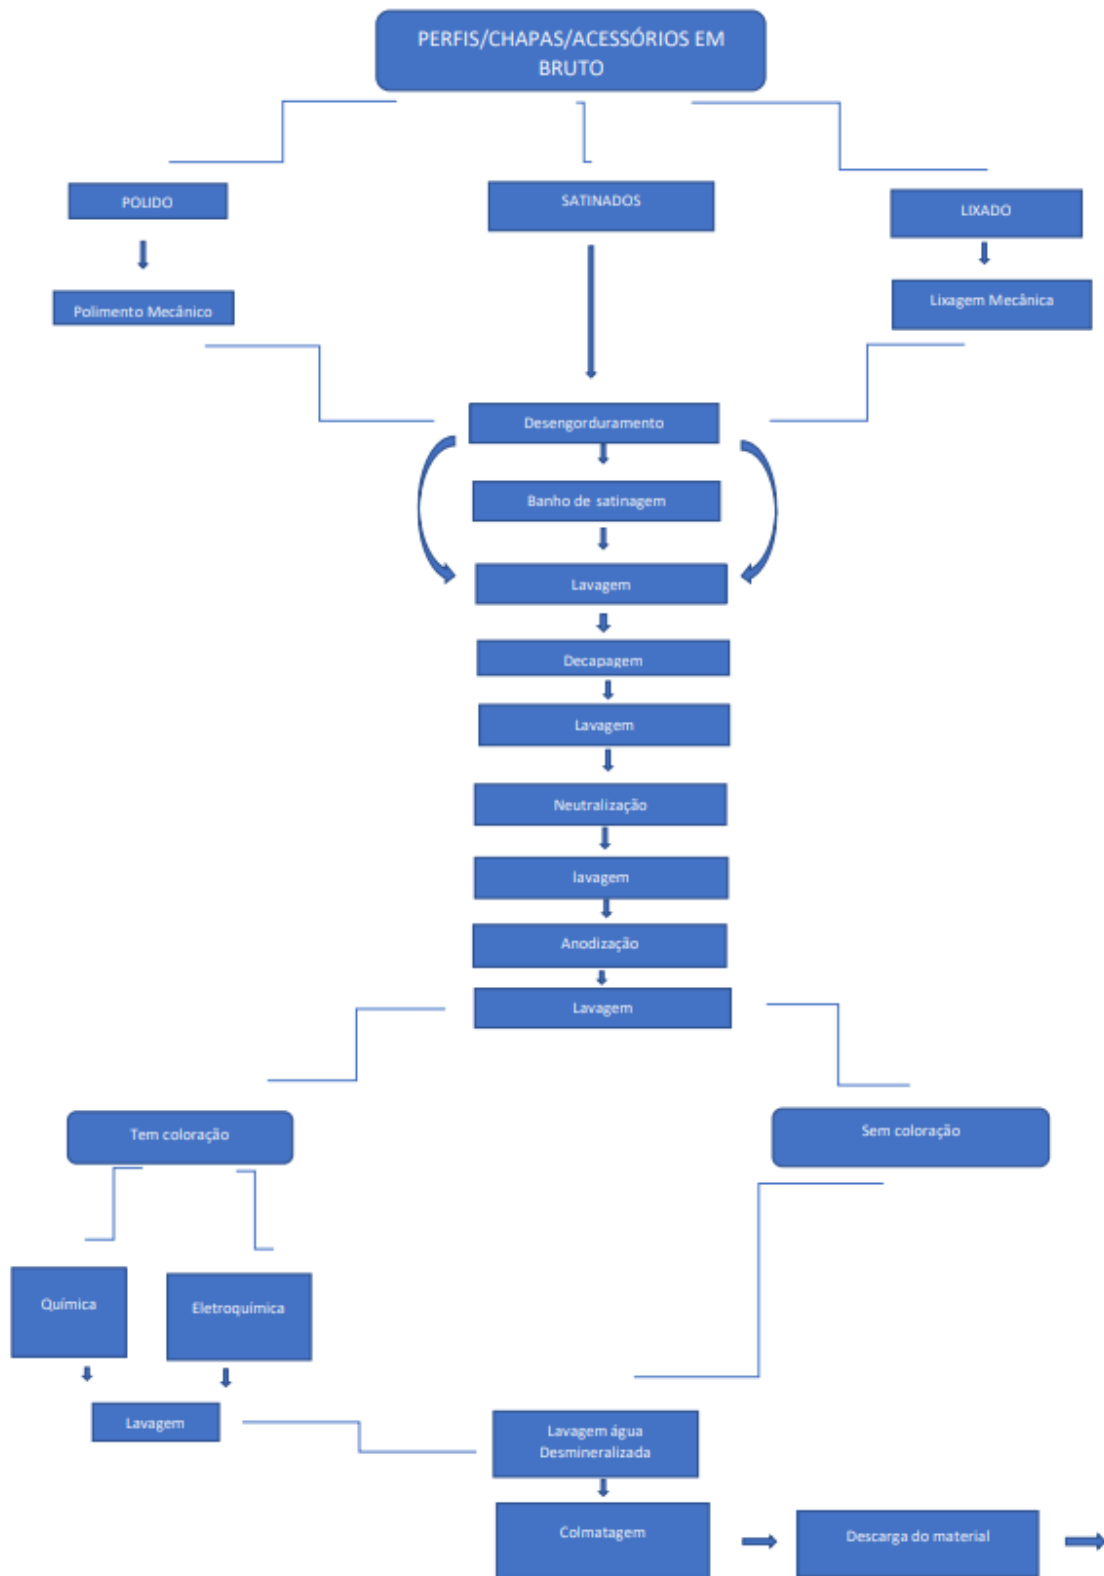 PERFIS/CHAPAS/ACESSÓRIOS EM
BRUTO
POLIDO
SATINADOS
LIXADO
Polimento Mecânico
Lixagem Mecânica
Desengorduramento
Banho de satinagem
Lavagem
Decapagem
Lavagem
Neutralização
lavagem
Anodização
Lavagem
Tem coloração
Sem coloração
Química
Eletroquímica
Lavagem
Lavagem água
Desmineralizada
Colmatagem
Descarga do material